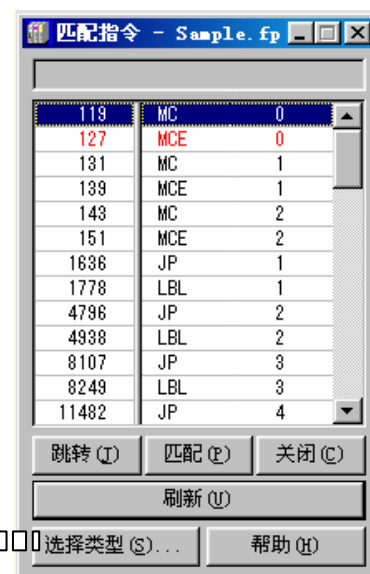 匹配指令 - Sample.fp
119 MC 0
127 MCE 0
131 MC 1
139 MCE 1
143 MC 2
151 MCE 2
1636 JP 1
1778 LBL 1
4796 JP 2
4938 LBL 2
8107 JP 3
8249 LBL 3
11482 JP 4
跳转(J) 匹配(P) 关闭(C)
刷新(U)
选择类型(S)... 帮助(H)